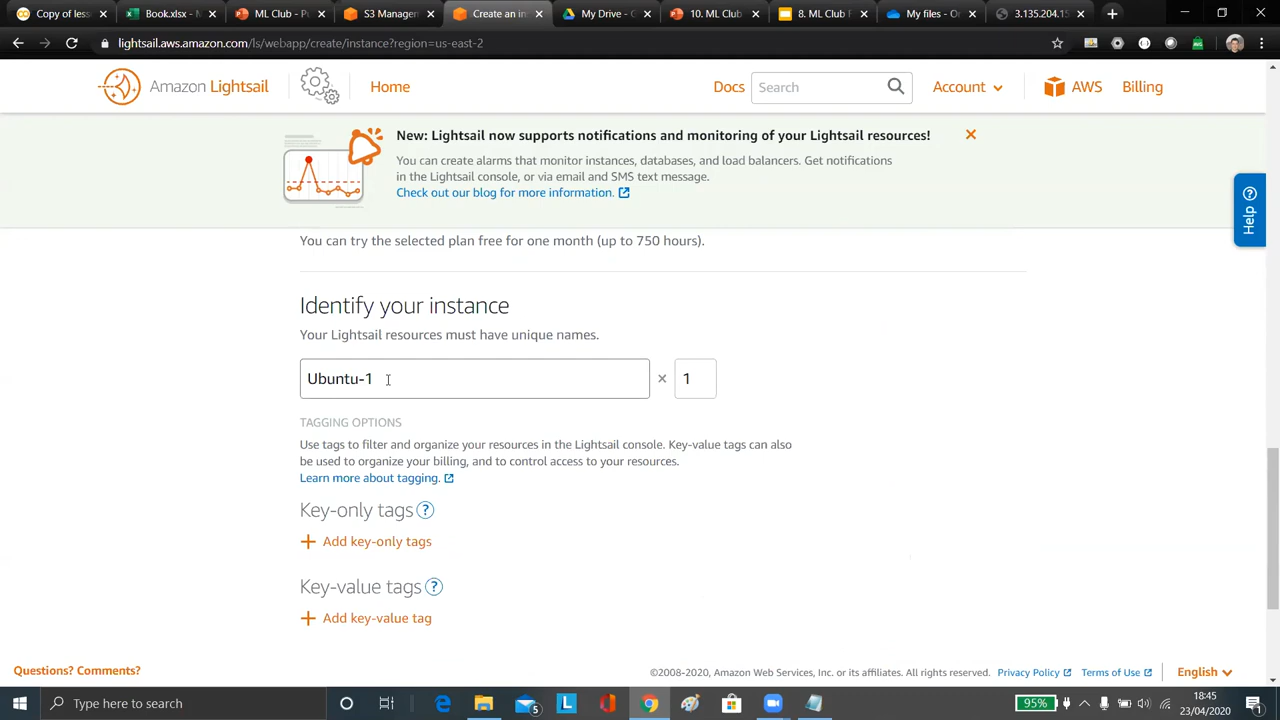 Copy of les
Book.xlsx - M
ML Club - Pu
S3 Manage
Create an ins
My Drive - G
10. ML Club
8. ML Club F
My files - On
3.135.204.15
lightsail.aws.amazon.com/ls/webapp/create/instance?region=us-east-2
Amazon Lightsail
Home
Docs
Search
Account
AWS
Billing
New: Lightsail now supports notifications and monitoring of your Lightsail resources!
You can create alarms that monitor instances, databases, and load balancers. Get notifications
in the Lightsail console, or via email and SMS text message.
Check out our blog for more information.
Help ?
You can try the selected plan free for one month (up to 750 hours).
Identify your instance
Your Lightsail resources must have unique names.
Ubuntu-1 × 1
TAGGING OPTIONS
Use tags to filter and organize your resources in the Lightsail console. Key-value tags can also
be used to organize your billing, and to control access to your resources.
Learn more about tagging.
Key-only tags ?
+ Add key-only tags
Key-value tags ?
+ Add key-value tag
Questions? Comments?
©2008-2020, Amazon Web Services, Inc. or its affiliates. All rights reserved.
Privacy Policy
Terms of Use
English
Type here to search
5
L
95%
18:45
23/04/2020
1